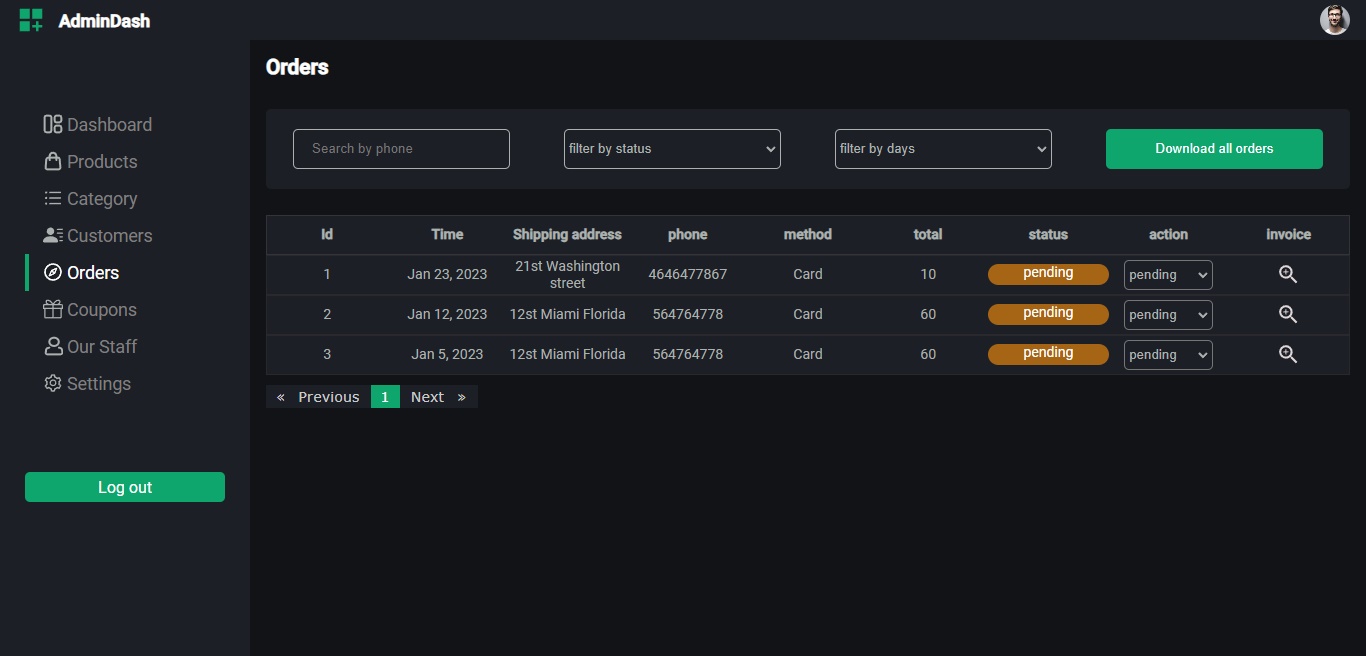 AdminDash
Orders
Dashboard
Products
Category
Customers
Orders
Coupons
Our Staff
Settings
Log out
Search by phone
filter by status
filter by days
Download all orders
Id Time Shipping address phone method total status action invoice
1 Jan 23, 2023 21st Washington street 4646477867 Card 10 pending pending
2 Jan 12, 2023 12st Miami Florida 564764778 Card 60 pending pending
3 Jan 5, 2023 12st Miami Florida 564764778 Card 60 pending pending
« Previous 1 Next »